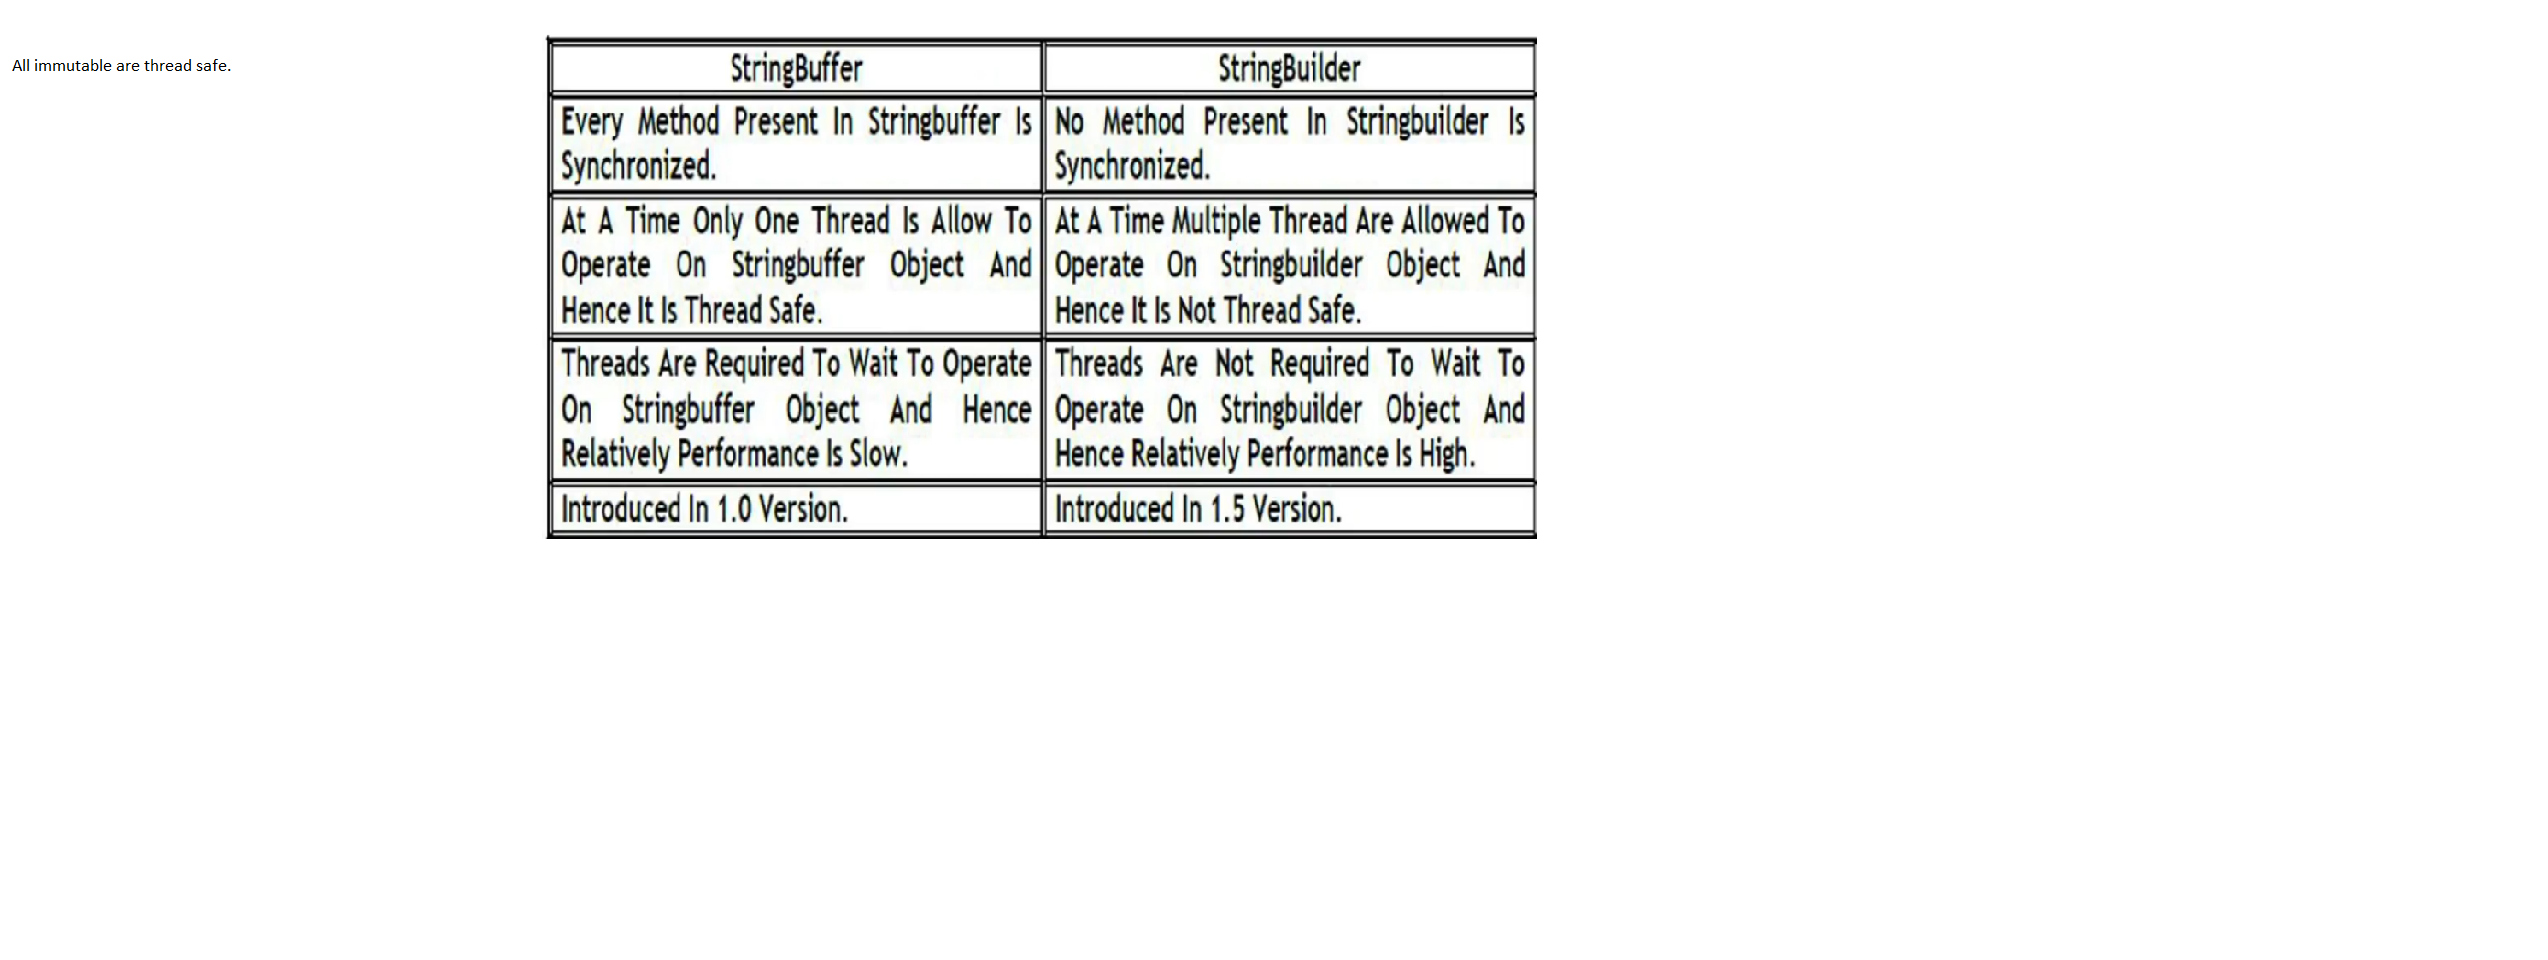 All immutable are thread safe.
StringBuffer
StringBuilder
Every Method Present In Stringbuffer Is
Synchronized.
No Method Present In Stringbuilder Is
Synchronized.
At A Time Only One Thread Is Allow To
Operate On Stringbuffer Object And
Hence It Is Thread Safe.
At A Time Multiple Thread Are Allowed To
Operate On Stringbuilder Object And
Hence It Is Not Thread Safe.
Threads Are Required To Wait To Operate
On Stringbuffer Object And Hence
Relatively Performance Is Slow.
Threads Are Not Required To Wait To
Operate On Stringbuilder Object And
Hence Relatively Performance Is High.
Introduced In 1.0 Version.
Introduced In 1.5 Version.